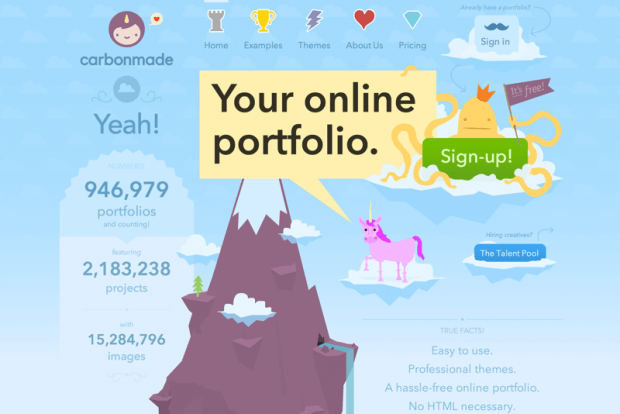 carbonmade
Home
Examples
Themes
About Us
Pricing
Already have a portfolio?
Sign in
Yeah!
Your online
portfolio.
It's free!
Sign-up!
NUMBERS
946,979
portfolios
and counting!
featuring
2,183,238
projects
with
15,284,796
images
Hiring creatives?
The Talent Pool
TRUE FACTS!
Easy to use.
Professional themes.
A hassle-free online portfolio.
No HTML necessary.